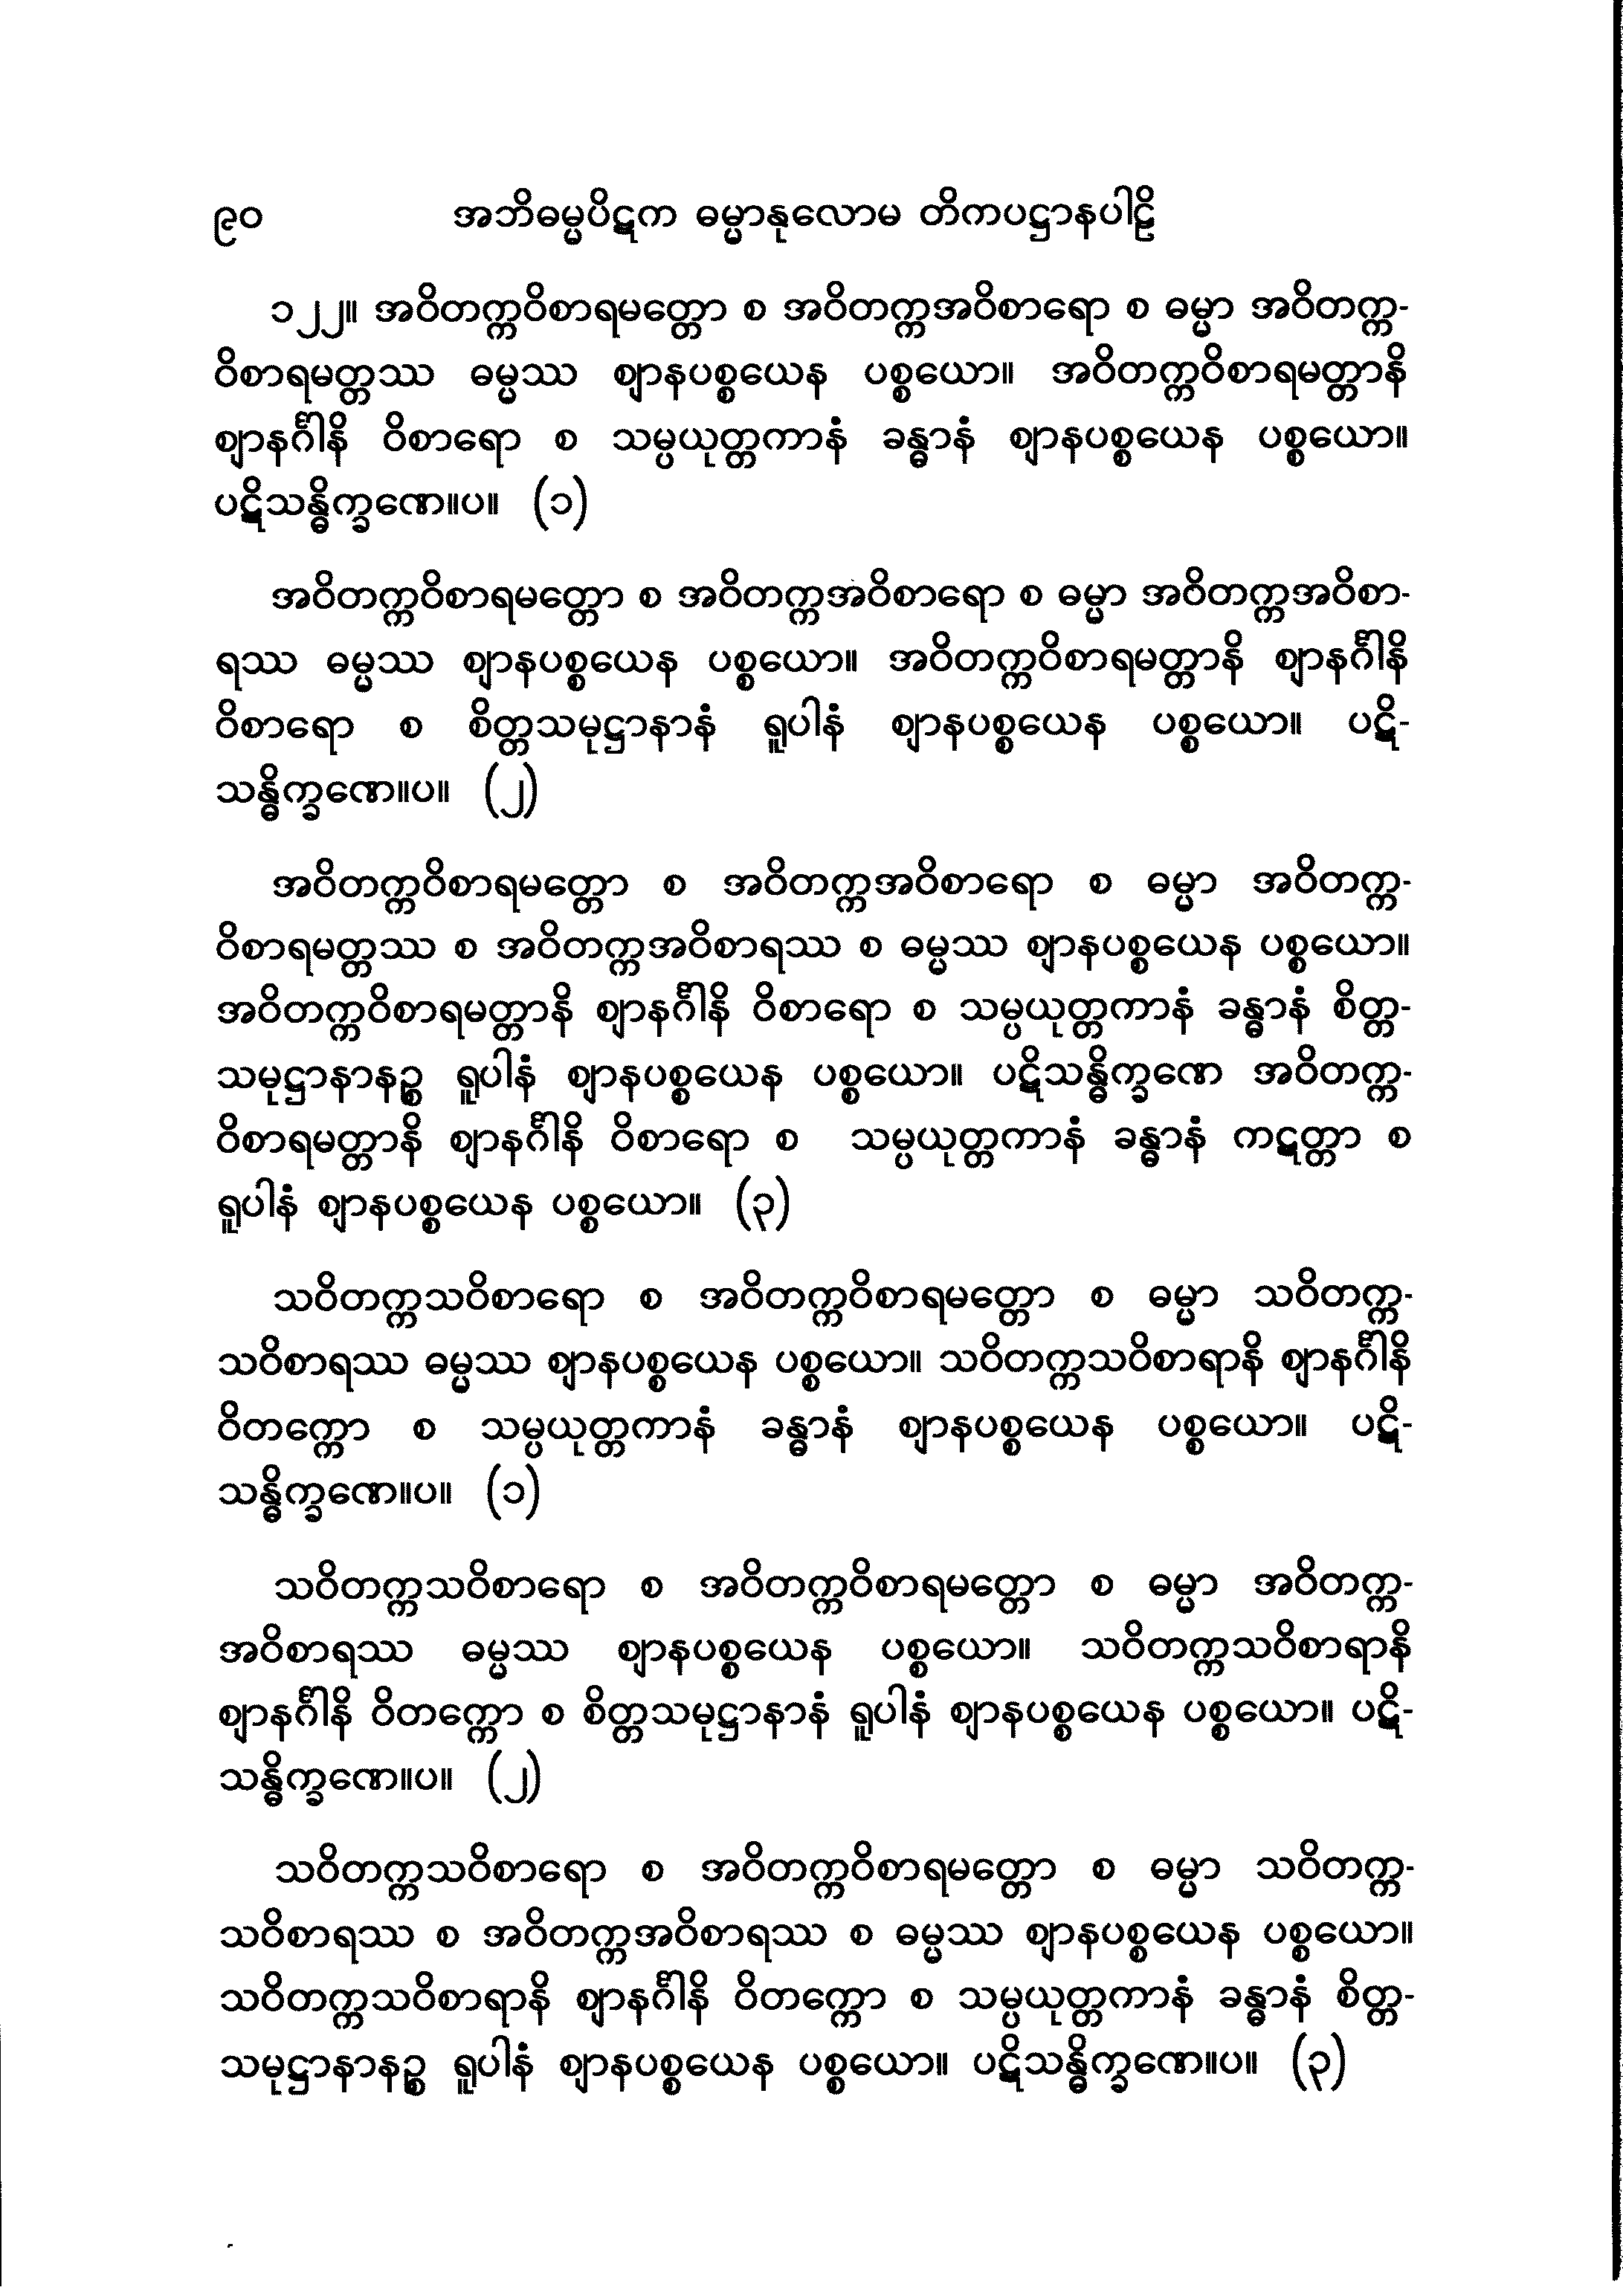 ၉၀ အဘိဓမ္မပိဋက ဓမ္မာနုလောမ တိကပဋ္ဌာနပါဠိ
၁၂၂။ အဝိတက္ကဝိစာရမတ္တော စ အဝိတက္ကအဝိစာရော စ ဓမ္မာ အဝိတက္က-
ဝိစာရမတ္တဿ ဓမ္မဿ ဈာနပစ္စယေန ပစ္စယော။ အဝိတက္ကဝိစာရမတ္တာနိ
ဈာနင်္ဂါနိ ဝိစာရော စ သမ္ပယုတ္တကာနံ ခန္ဓာနံ ဈာနပစ္စယေန ပစ္စယော။
ပဋိသန္ဓိက္ခဏေ။ပ။ (၁)
အဝိတက္ကဝိစာရမတ္တော စ အဝိတက္ကအဝိစာရော စ ဓမ္မာ အဝိတက္ကအဝိစာ-
ရဿ ဓမ္မဿ ဈာနပစ္စယေန ပစ္စယော။ အဝိတက္ကဝိစာရမတ္တာနိ ဈာနင်္ဂါနိ
ဝိစာရော စ စိတ္တသမုဋ္ဌာနာနံ ရူပါနံ ဈာနပစ္စယေန ပစ္စယော။ ပဋိ-
သန္ဓိက္ခဏေ။ပ။ (၂)
အဝိတက္ကဝိစာရမတ္တော စ အဝိတက္ကအဝိစာရော စ ဓမ္မာ အဝိတက္က-
ဝိစာရမတ္တဿ စ အဝိတက္ကအဝိစာရဿ စ ဓမ္မဿ ဈာနပစ္စယေန ပစ္စယော။
အဝိတက္ကဝိစာရမတ္တာနိ ဈာနင်္ဂါနိ ဝိစာရော စ သမ္ပယုတ္တကာနံ ခန္ဓာနံ စိတ္တ-
သမုဋ္ဌာနာနဉ္စ ရူပါနံ ဈာနပစ္စယေန ပစ္စယော။ ပဋိသန္ဓိက္ခဏေ အဝိတက္က-
ဝိစာရမတ္တာနိ ဈာနင်္ဂါနိ ဝိစာရော စ သမ္ပယုတ္တကာနံ ခန္ဓာနံ ကဋတ္တာ စ
ရူပါနံ ဈာနပစ္စယေန ပစ္စယော။ (၃)
သဝိတက္ကသဝိစာရော စ အဝိတက္ကဝိစာရမတ္တော စ ဓမ္မာ သဝိတက္က-
သဝိစာရဿ ဓမ္မဿ ဈာနပစ္စယေန ပစ္စယော။ သဝိတက္ကသဝိစာရာနိ ဈာနင်္ဂါနိ
ဝိတက္ကော စ သမ္ပယုတ္တကာနံ ခန္ဓာနံ ဈာနပစ္စယေန ပစ္စယော။ ပဋိ-
သန္ဓိက္ခဏေ။ပ။ (၁)
သဝိတက္ကသဝိစာရော စ အဝိတက္ကဝိစာရမတ္တော စ ဓမ္မာ အဝိတက္က-
အဝိစာရဿ ဓမ္မဿ ဈာနပစ္စယေန ပစ္စယော။ သဝိတက္ကသဝိစာရာနိ
ဈာနင်္ဂါနိ ဝိတက္ကော စ စိတ္တသမုဋ္ဌာနာနံ ရူပါနံ ဈာနပစ္စယေန ပစ္စယော။ ပဋိ-
သန္ဓိက္ခဏေ။ပ။ (၂)
သဝိတက္ကသဝိစာရော စ အဝိတက္ကဝိစာရမတ္တော စ ဓမ္မာ သဝိတက္က-
သဝိစာရဿ စ အဝိတက္ကအဝိစာရဿ စ ဓမ္မဿ ဈာနပစ္စယေန ပစ္စယော။
သဝိတက္ကသဝိစာရာနိ ဈာနင်္ဂါနိ ဝိတက္ကော စ သမ္ပယုတ္တကာနံ ခန္ဓာနံ စိတ္တ-
သမုဋ္ဌာနာနဉ္စ ရူပါနံ ဈာနပစ္စယေန ပစ္စယော။ ပဋိသန္ဓိက္ခဏေ။ပ။ (၃)